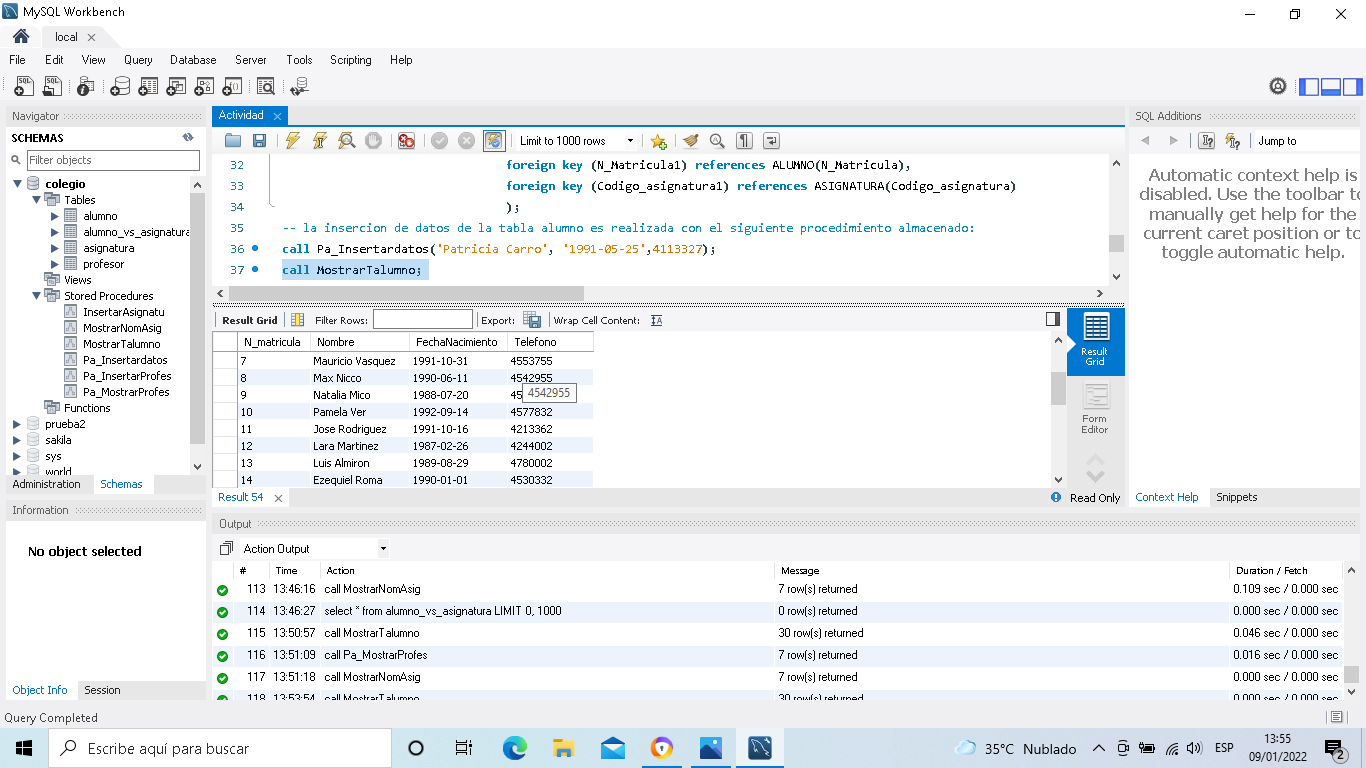 MySQL Workbench
local
File Edit View Query Database Server Tools Scripting Help
Navigator
SCHEMAS
Filter objects
colegio
Tables
alumno
alumno_vs_asignatura
asignatura
profesor
Views
Stored Procedures
InsertarAsignatu
MostrarNomAsig
MostrarTalumno
Pa_Insertardatos
Pa_InsertarProfes
Pa_MostrarProfes
Functions
prueba2
sakila
sys
world
Administration Schemas
Information
No object selected
Object Info Session
Query Completed
Actividad
Limit to 1000 rows
32 foreign key (N_Matricula1) references ALUMNO(N_Matricula),
33 foreign key (Codigo_asignatura1) references ASIGNATURA(Codigo_asignatura)
34 );
35 -- la insercion de datos de la tabla alumno es realizada con el siguiente procedimiento almacenado:
36 call Pa_Insertardatos('Patricia Carro', '1991-05-25',4113327);
37 call MostrarTalumno;
Result Grid Filter Rows: Export: Wrap Cell Content:
N_matricula Nombre FechaNacimiento Telefono
7 Mauricio Vasquez 1991-10-31 4553755
8 Max Nicco 1990-06-11 4542955
9 Natalia Mico 1988-07-20 45
4542955
10 Pamela Ver 1992-09-14 4577832
11 Jose Rodriguez 1991-10-16 4213362
12 Lara Martinez 1987-02-26 4244002
13 Luis Almiron 1989-08-29 4780002
14 Ezequiel Roma 1990-01-01 4530332
Result Grid
Form Editor
Result 54
Read Only
SQL Additions
Jump to
Automatic context help is
disabled. Use the toolbar to
manually get help for the
current caret position or to
toggle automatic help.
Context Help Snippets
Output
Action Output
# Time Action Message Duration / Fetch
113 13:46:16 call MostrarNomAsig 7 row(s) returned 0.109 sec / 0.000 sec
114 13:46:27 select * from alumno_vs_asignatura LIMIT 0, 1000 0 row(s) returned 0.000 sec / 0.000 sec
115 13:50:57 call MostrarTalumno 30 row(s) returned 0.046 sec / 0.000 sec
116 13:51:09 call Pa_MostrarProfes 7 row(s) returned 0.016 sec / 0.000 sec
117 13:51:18 call MostrarNomAsig 7 row(s) returned 0.000 sec / 0.000 sec
118 13:53:54 call MostrarTalumno 30 row(s) returned 0.000 sec / 0.000 sec
Escribe aquí para buscar
35°C Nublado
ESP
13:55
09/01/2022
2